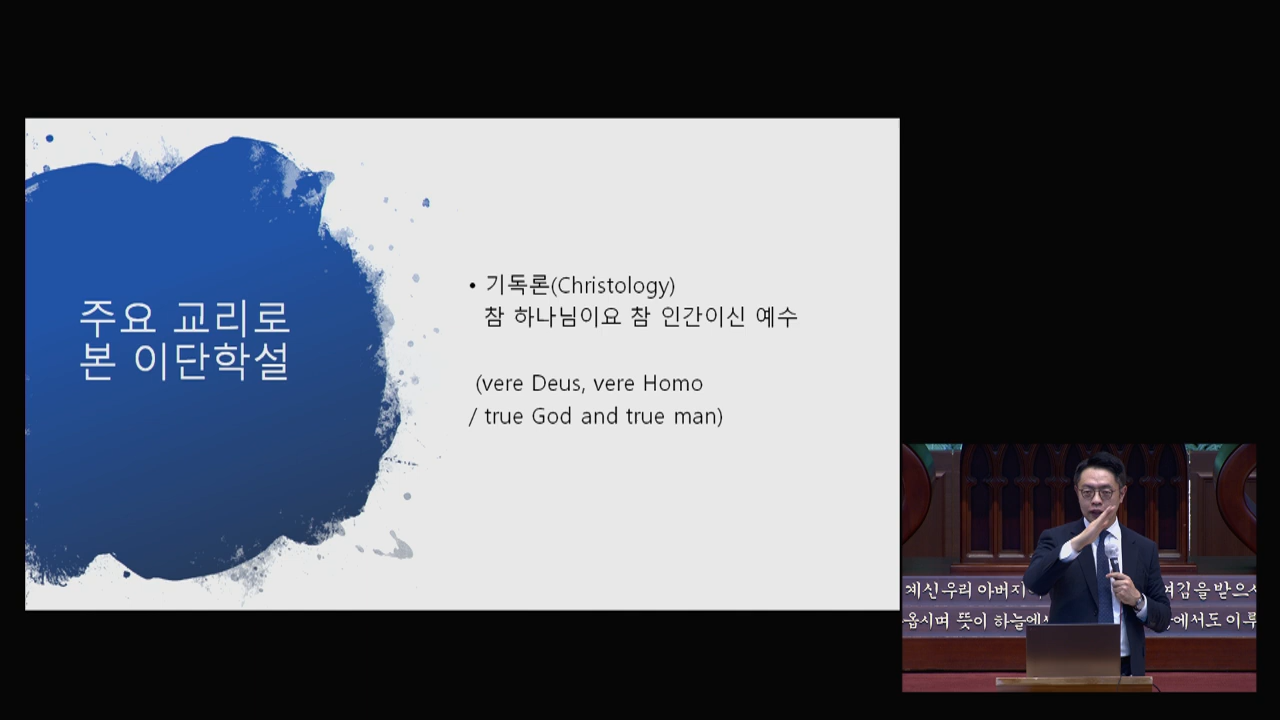 주요 교리로
본 이단학설
• 기독론(Christology)
참 하나님이요 참 인간이신 예수
(vere Deus, vere Homo
/ true God and true man)
계신 우리 아버지 여김을 받으시
옵시며 뜻이 하늘에서 에서도 이루